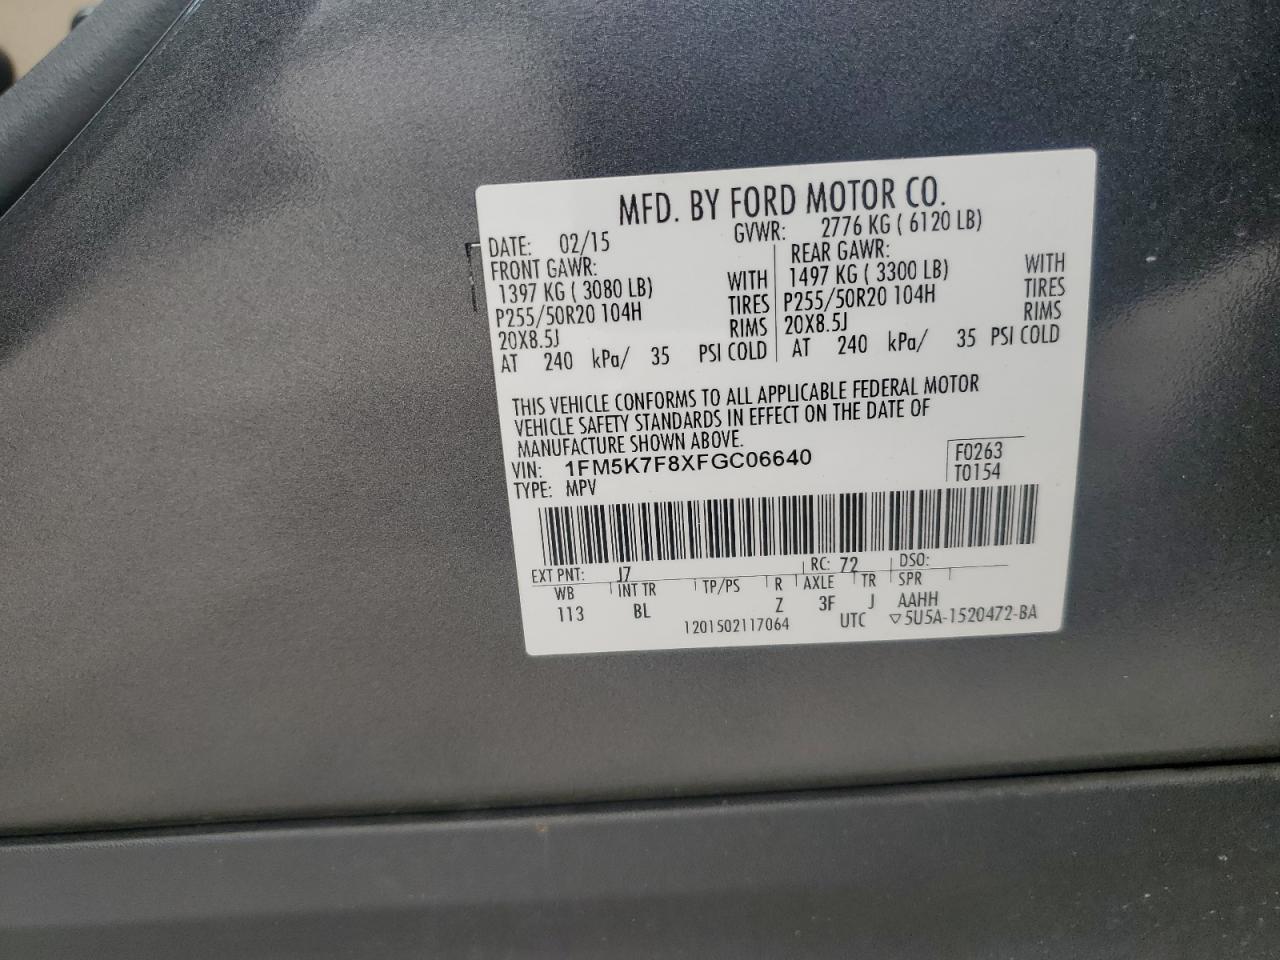 MFD. BY FORD MOTOR CO.
DATE: 02/15 GVWR: 2776 KG ( 6120 LB)
FRONT GAWR: REAR GAWR:
1397 KG ( 3080 LB) WITH 1497 KG ( 3300 LB) WITH
P255/50R20 104H TIRES P255/50R20 104H TIRES
20X8.5J RIMS 20X8.5J RIMS
AT 240 kPa/ 35 PSI COLD AT 240 kPa/ 35 PSI COLD
THIS VEHICLE CONFORMS TO ALL APPLICABLE FEDERAL MOTOR
VEHICLE SAFETY STANDARDS IN EFFECT ON THE DATE OF
MANUFACTURE SHOWN ABOVE.
VIN: 1FM5K7F8XFGC06640 F0263
TYPE: MPV T0154
EXT PNT: J7 RC: 72 DSO:
WB INT TR TP/PS R AXLE TR SPR
113 BL Z 3F J AAHH
1201502117064 UTC ▽5U5A-1520472-BA